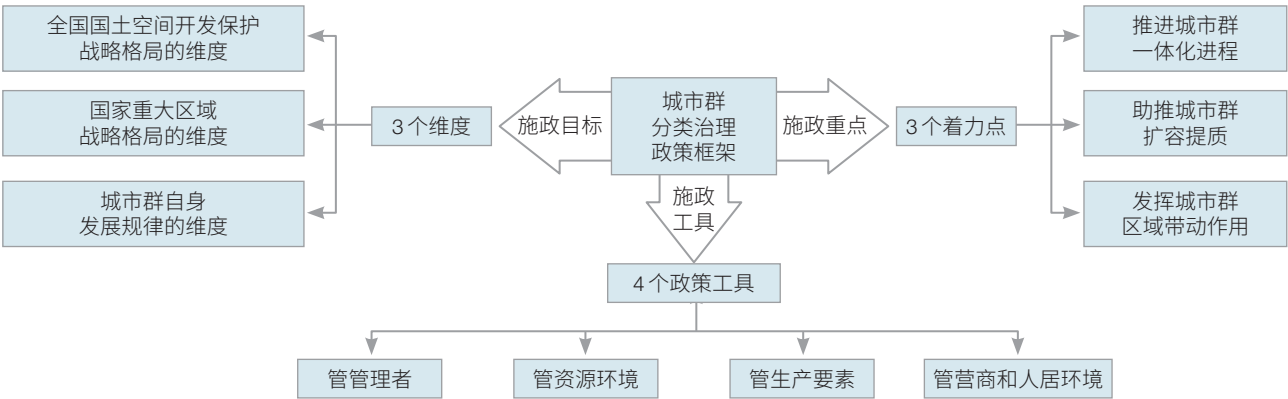 全国国土空间开发保护
战略格局的维度
国家重大区域
战略格局的维度
城市群自身
发展规律的维度
3个维度
施政目标
城市群
分类治理
政策框架
施政重点
3个着力点
推进城市群
一体化进程
助推城市群
扩容提质
发挥城市群
区域带动作用
施政
工具
4个政策工具
管管理者
管资源环境
管生产要素
管营商和人居环境